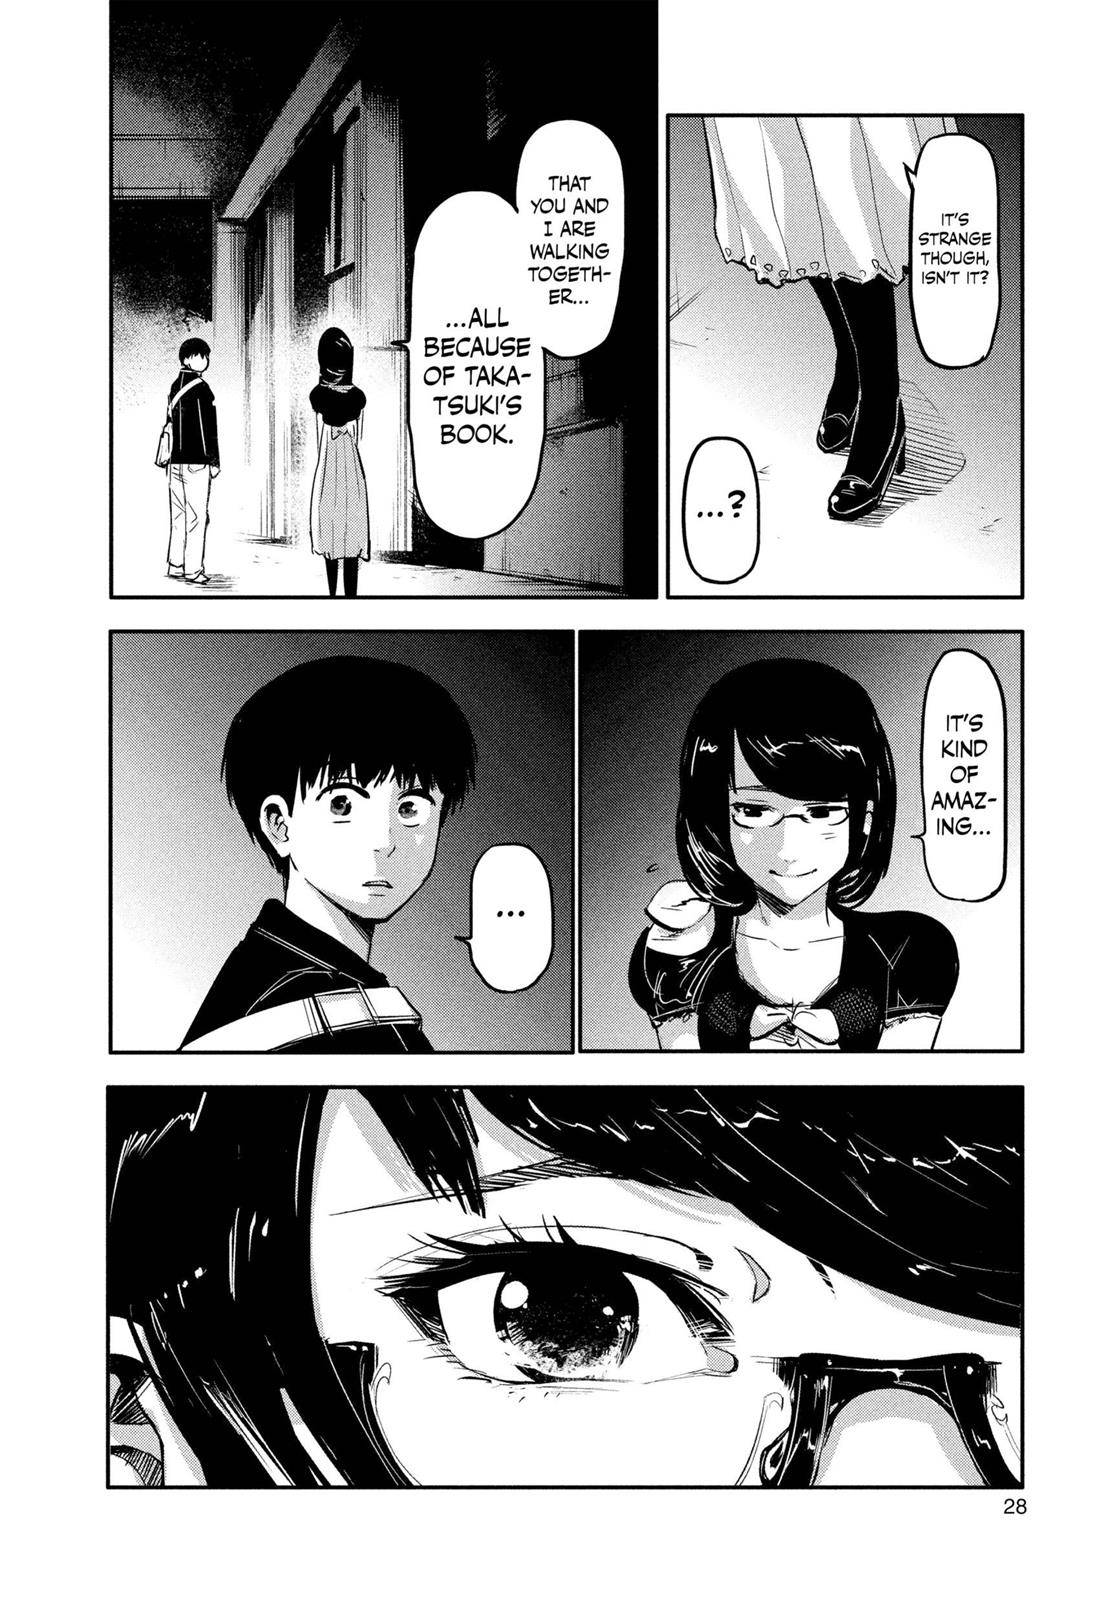 IT'S
STRANGE
THOUGH,
ISN'T IT?
...?
THAT
YOU AND
I ARE
WALKING
TOGETH-
ER...
...ALL
BECAUSE
OF TAKA-
TSUKI'S
BOOK.
IT'S
KIND
OF
AMAZ-
ING...
...
28